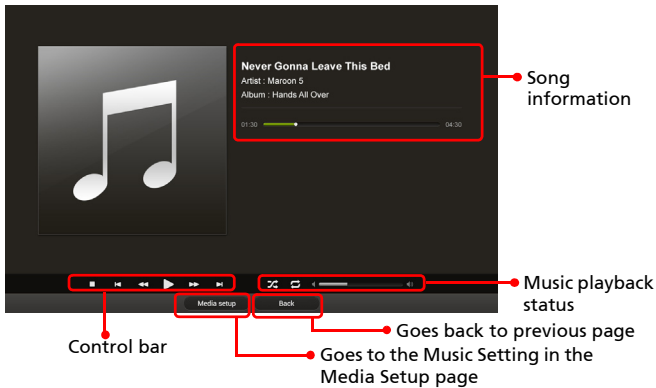 Never Gonna Leave This Bed
Artist : Maroon 5
Album : Hands All Over
01:30 04:30
Song
information
Media setup Back
Music playback
status
Goes back to previous page
Control bar
Goes to the Music Setting in the
Media Setup page